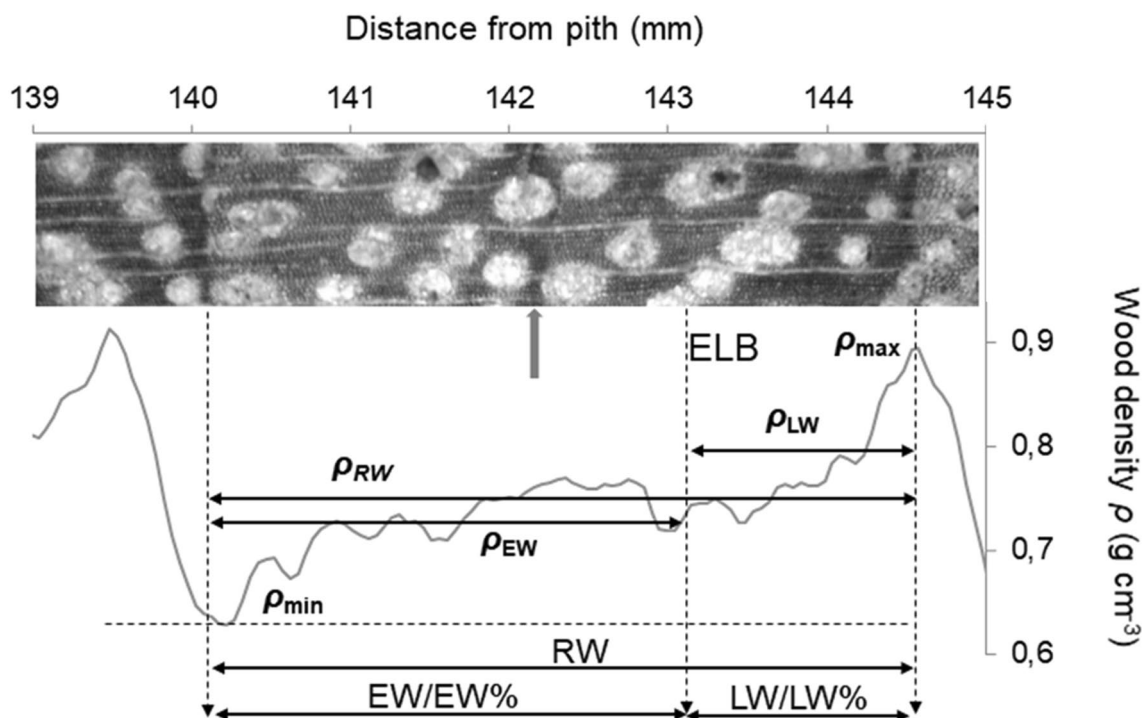 Distance from pith (mm)
139 140 141 142 143 144 145
ELB
ρmax
0,9
ρLW
0,8
ρRW
ρEW
0,7
ρmin
0,6
RW
EW/EW%
LW/LW%
Wood density ρ (g cm⁻³)